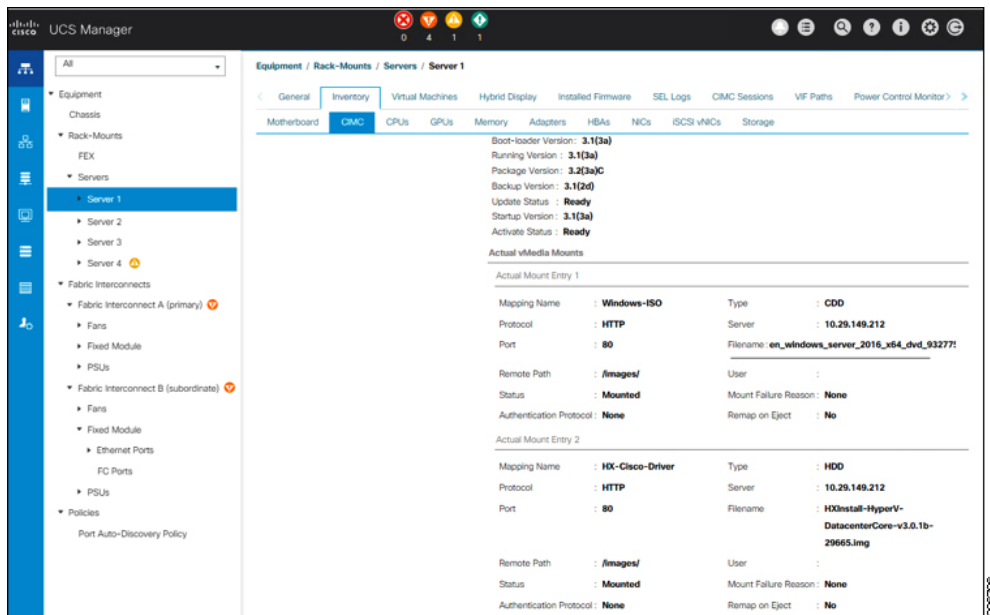 CISCO UCS Manager
0 4 1 1
All
Equipment
Chassis
Rack-Mounts
FEX
Servers
Server 1
Server 2
Server 3
Server 4
Fabric Interconnects
Fabric Interconnect A (primary)
Fans
Fixed Module
PSUs
Fabric Interconnect B (subordinate)
Fans
Fixed Module
Ethernet Ports
FC Ports
PSUs
Policies
Port Auto-Discovery Policy
Equipment / Rack-Mounts / Servers / Server 1
General Inventory Virtual Machines Hybrid Display Installed Firmware SEL Logs CIMC Sessions VIF Paths Power Control Monitor
Motherboard CIMC CPUs GPUs Memory Adapters HBAs NICs iSCSI vNICs Storage
Boot-loader Version : 3.1(3a)
Running Version : 3.1(3a)
Package Version : 3.2(3a)C
Backup Version : 3.1(2d)
Update Status : Ready
Startup Version : 3.1(3a)
Activate Status : Ready
Actual vMedia Mounts
Actual Mount Entry 1
Mapping Name : Windows-ISO Type : CDD
Protocol : HTTP Server : 10.29.149.212
Port : 80 Filename : en_windows_server_2016_x64_dvd_932775
Remote Path : /images/ User :
Status : Mounted Mount Failure Reason : None
Authentication Protocol : None Remap on Eject : No
Actual Mount Entry 2
Mapping Name : HX-Cisco-Driver Type : HDD
Protocol : HTTP Server : 10.29.149.212
Port : 80 Filename : HXInstall-HyperV-
DatacenterCore-v3.0.1b-
29665.img
Remote Path : /images/ User :
Status : Mounted Mount Failure Reason : None
Authentication Protocol : None Remap on Eject : No